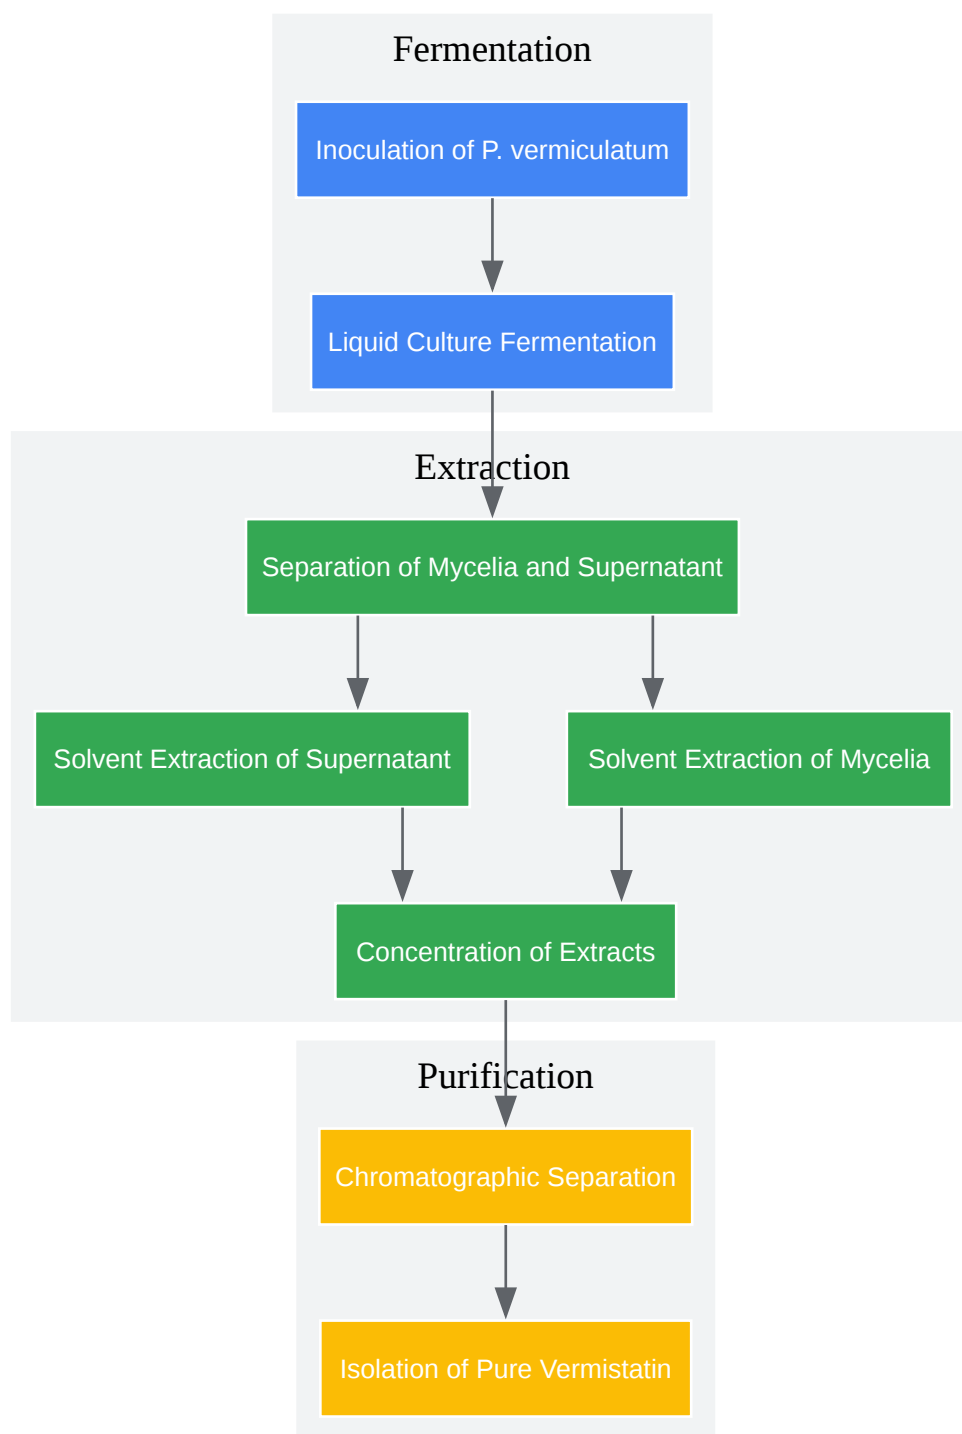 Fermentation
Inoculation of P. vermiculatum
Liquid Culture Fermentation
Extraction
Separation of Mycelia and Supernatant
Solvent Extraction of Supernatant
Solvent Extraction of Mycelia
Concentration of Extracts
Purification
Chromatographic Separation
Isolation of Pure Vermistatin